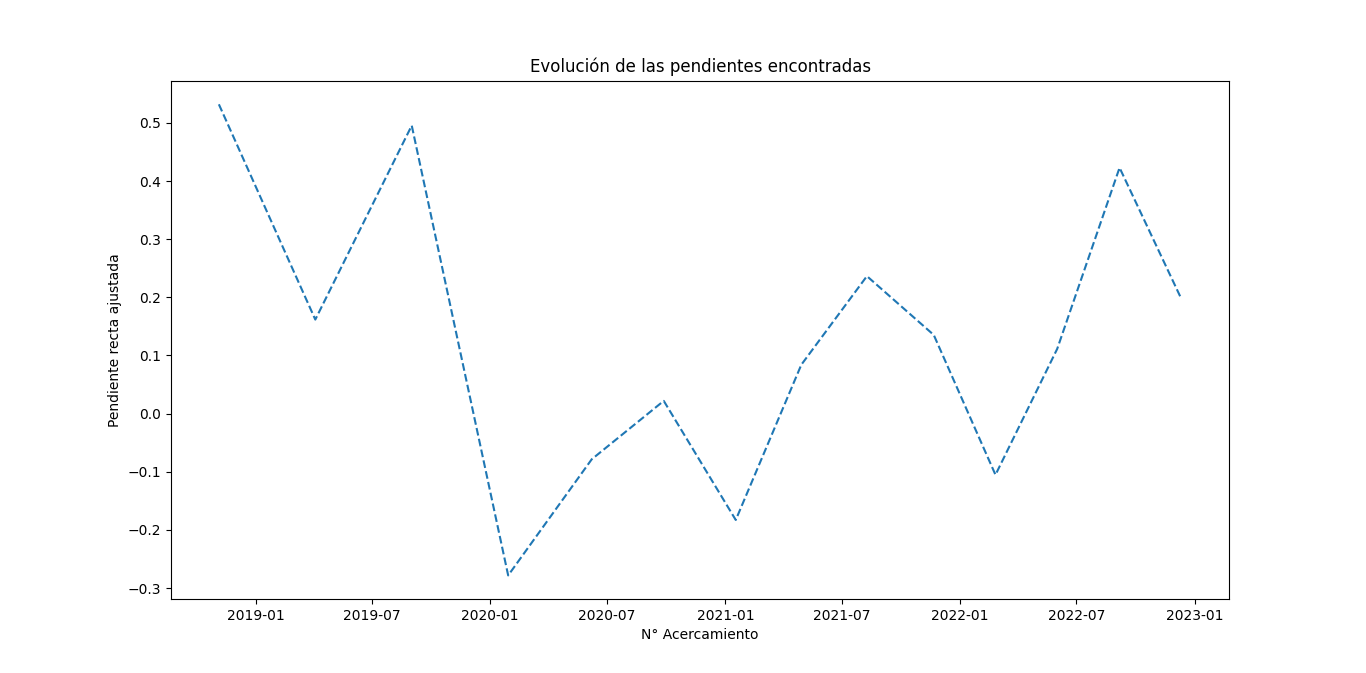 Evolución de las pendientes encontradas
Pendiente recta ajustada
0.5
0.4
0.3
0.2
0.1
0.0
−0.1
−0.2
−0.3
2019-01 2019-07 2020-01 2020-07 2021-01 2021-07 2022-01 2022-07 2023-01
N° Acercamiento